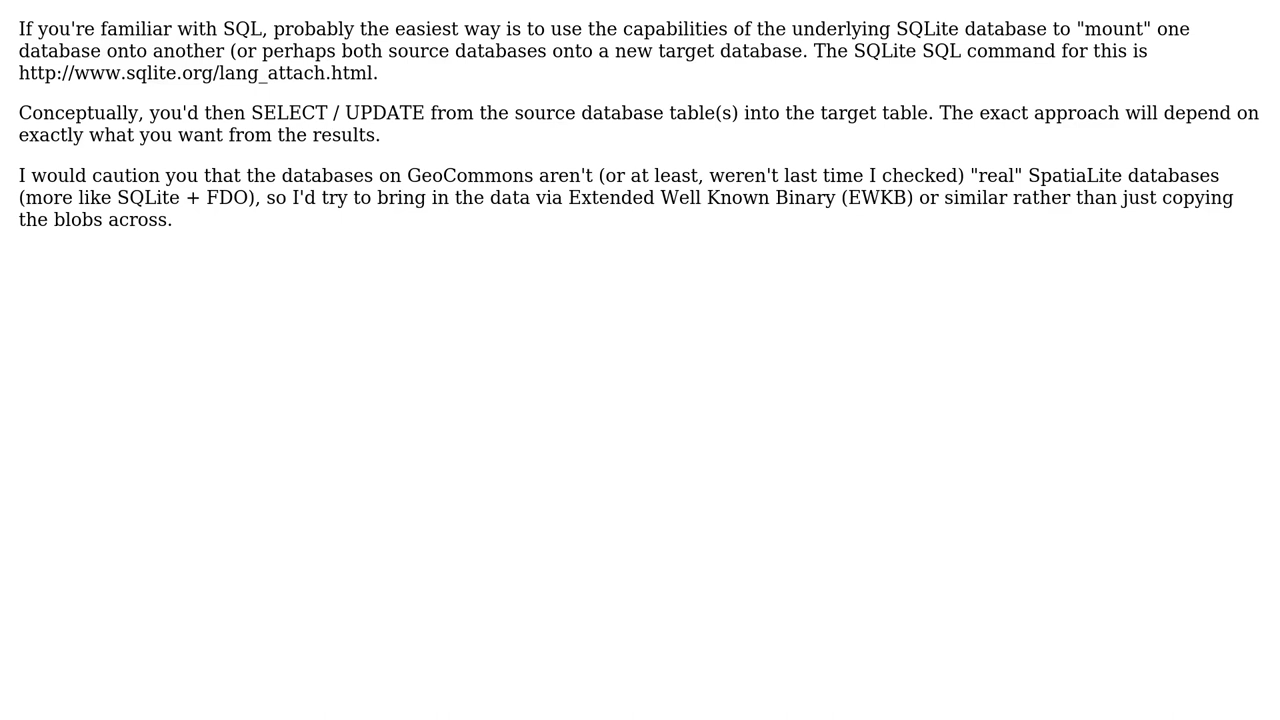 If you're familiar with SQL, probably the easiest way is to use the capabilities of the underlying SQLite database to "mount" one
database onto another (or perhaps both source databases onto a new target database. The SQLite SQL command for this is
http://www.sqlite.org/lang_attach.html.
Conceptually, you'd then SELECT / UPDATE from the source database table(s) into the target table. The exact approach will depend on
exactly what you want from the results.
I would caution you that the databases on GeoCommons aren't (or at least, weren't last time I checked) "real" SpatiaLite databases
(more like SQLite + FDO), so I'd try to bring in the data via Extended Well Known Binary (EWKB) or similar rather than just copying
the blobs across.